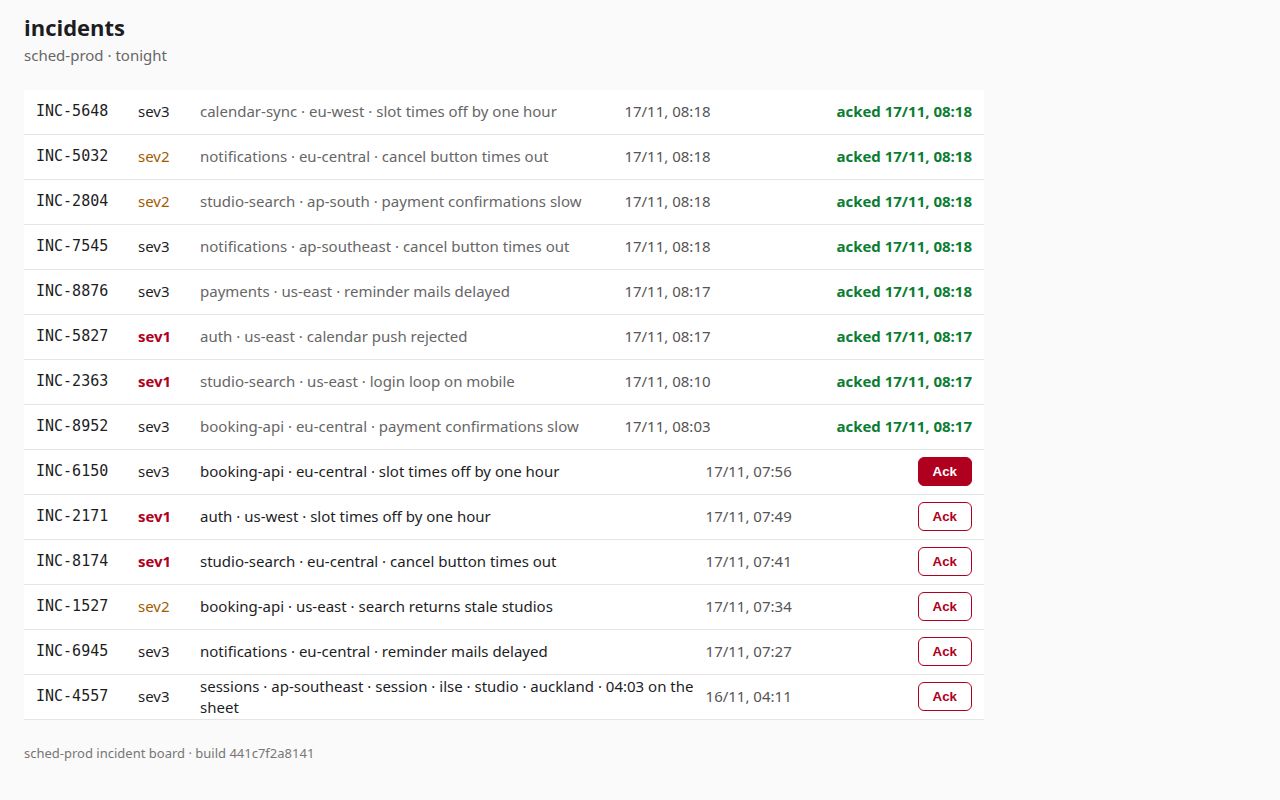 incidents
sched-prod · tonight
INC-5648 sev3 calendar-sync · eu-west · slot times off by one hour 17/11, 08:18 acked 17/11, 08:18
INC-5032 sev2 notifications · eu-central · cancel button times out 17/11, 08:18 acked 17/11, 08:18
INC-2804 sev2 studio-search · ap-south · payment confirmations slow 17/11, 08:18 acked 17/11, 08:18
INC-7545 sev3 notifications · ap-southeast · cancel button times out 17/11, 08:18 acked 17/11, 08:18
INC-8876 sev3 payments · us-east · reminder mails delayed 17/11, 08:17 acked 17/11, 08:18
INC-5827 sev1 auth · us-east · calendar push rejected 17/11, 08:17 acked 17/11, 08:17
INC-2363 sev1 studio-search · us-east · login loop on mobile 17/11, 08:10 acked 17/11, 08:17
INC-8952 sev3 booking-api · eu-central · payment confirmations slow 17/11, 08:03 acked 17/11, 08:17
INC-6150 sev3 booking-api · eu-central · slot times off by one hour 17/11, 07:56 Ack
INC-2171 sev1 auth · us-west · slot times off by one hour 17/11, 07:49 Ack
INC-8174 sev1 studio-search · eu-central · cancel button times out 17/11, 07:41 Ack
INC-1527 sev2 booking-api · us-east · search returns stale studios 17/11, 07:34 Ack
INC-6945 sev3 notifications · eu-central · reminder mails delayed 17/11, 07:27 Ack
INC-4557 sev3 sessions · ap-southeast · session · ilse · studio · auckland · 04:03 on the 16/11, 04:11 Ack
sheet
sched-prod incident board · build 441c7f2a8141